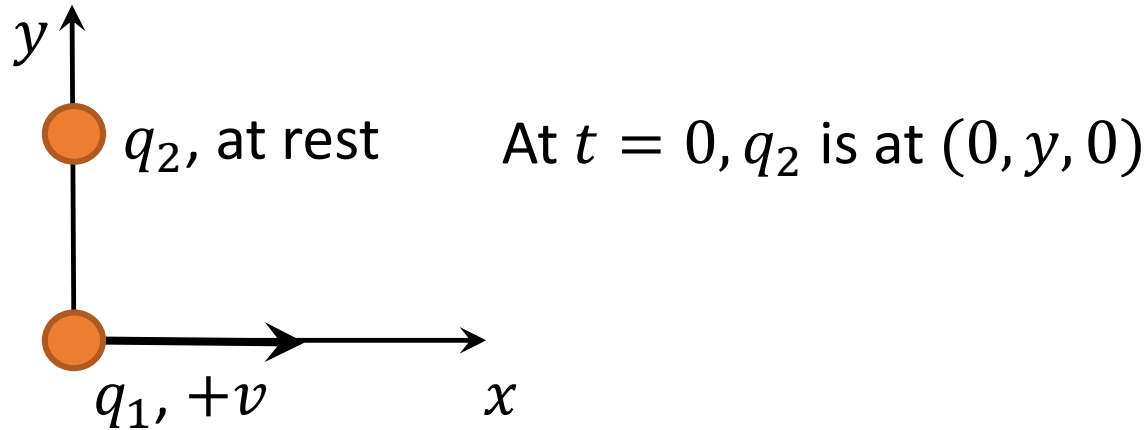 y
q₂, at rest
At t = 0, q₂ is at (0, y, 0)
q₁, +v
x